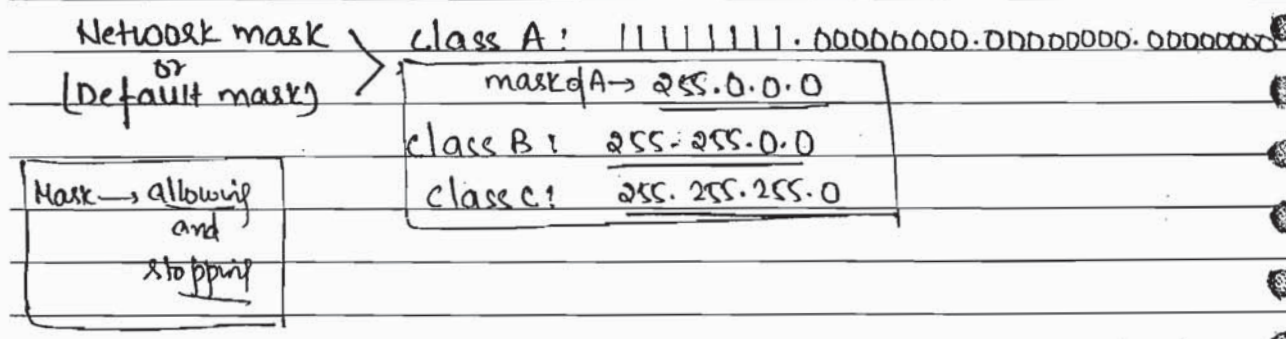 Network mask
or
(Default mask)
class A: 11111111.00000000.00000000.00000000
mask of A→ 255.0.0.0
class B: 255.255.0.0
class C: 255.255.255.0
Mask → allowing
and
stopping